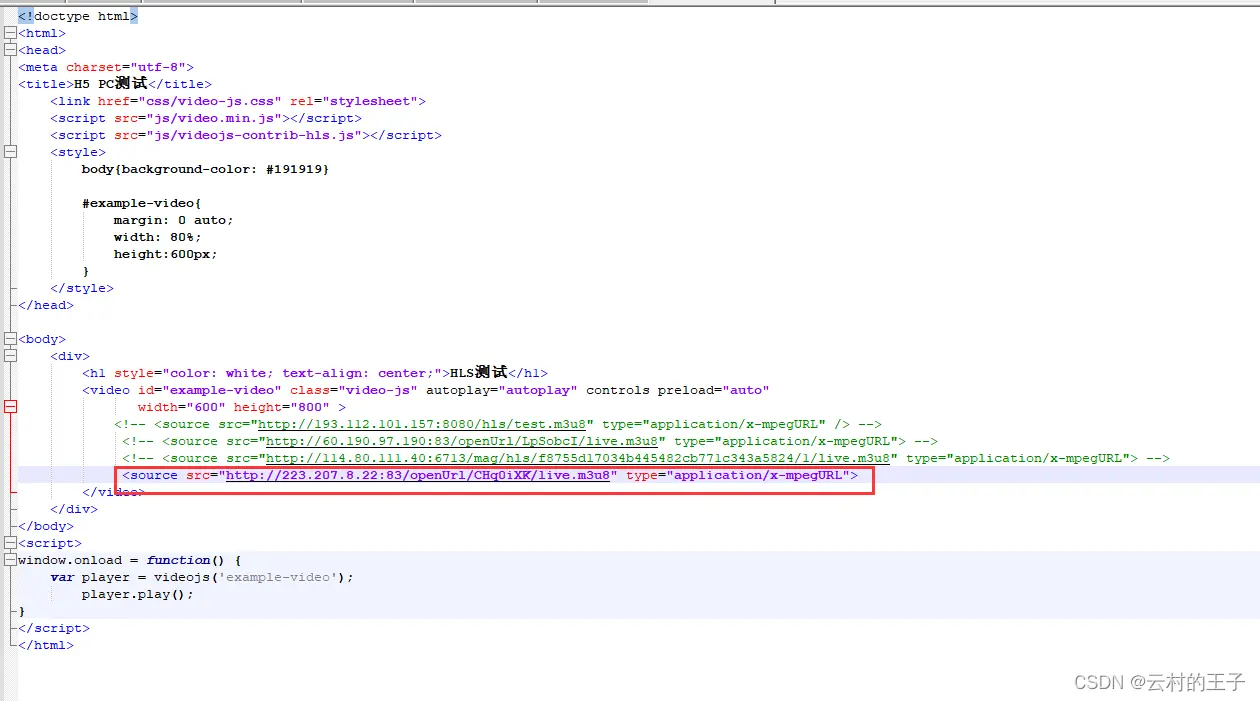 <!doctype html>
<html>
<head>
<meta charset="utf-8">
<title>H5 PC测试</title>
<link href="css/video-js.css" rel="stylesheet">
<script src="js/video.min.js"></script>
<script src="js/videojs-contrib-hls.js"></script>
<style>
body{background-color: #191919}
#example-video{
margin: 0 auto;
width: 80%;
height:600px;
}
</style>
</head>
<body>
<div>
<h1 style="color: white; text-align: center;">HLS测试</h1>
<video id="example-video" class="video-js" autoplay="autoplay" controls preload="auto"
width="600" height="800" >
<!-- <source src="http://193.112.101.157:8080/hls/test.m3u8" type="application/x-mpegURL" /> -->
<!-- <source src="http://60.190.97.190:83/openUrl/LpSobcI/live.m3u8" type="application/x-mpegURL"> -->
<!-- <source src="http://114.80.111.40:6713/mag/hls/f8755d17034b445482cb771c343a5824/1/live.m3u8" type="application/x-mpegURL"> -->
<source src="http://223.207.8.22:83/openUrl/CHq0iXK/live.m3u8" type="application/x-mpegURL">
</video>
</div>
</body>
<script>
window.onload = function() {
var player = videojs('example-video');
player.play();
}
</script>
</html>
CSDN @云村的王子